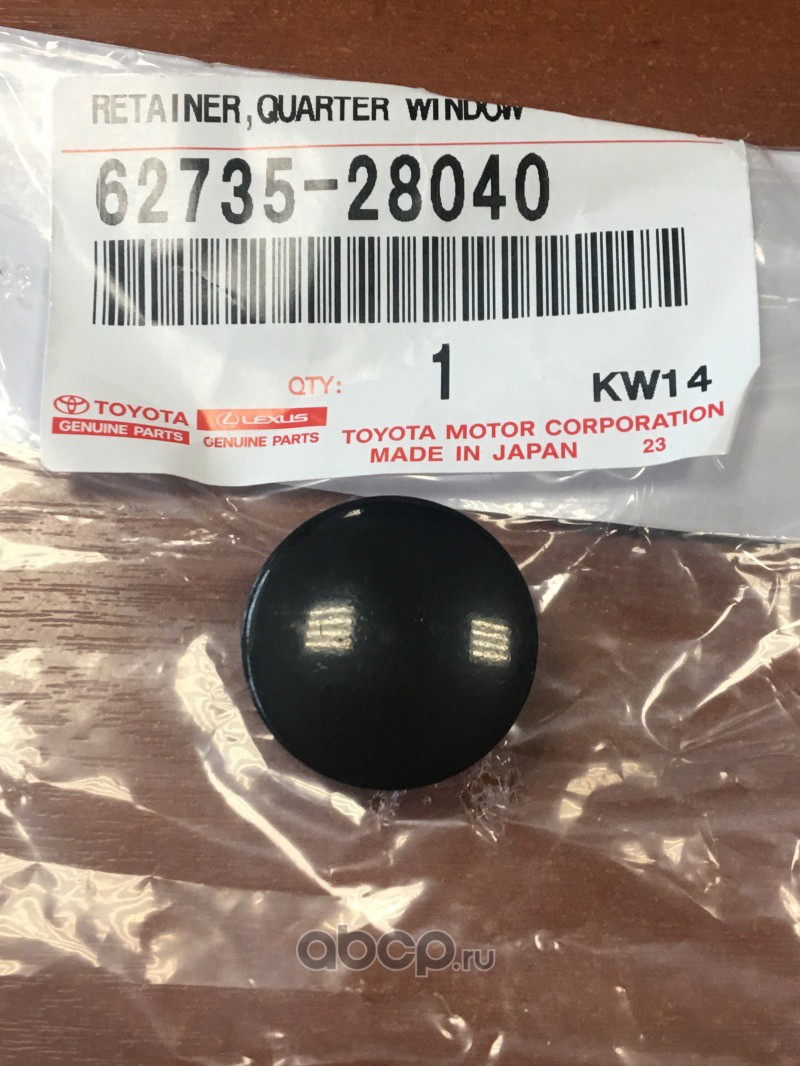 RETAINER,QUARTER WINDOW
62735-28040
QTY: 1 KW14
TOYOTA LEXUS
GENUINE PARTS GENUINE PARTS
TOYOTA MOTOR CORPORATION
MADE IN JAPAN 23
abcp.ru